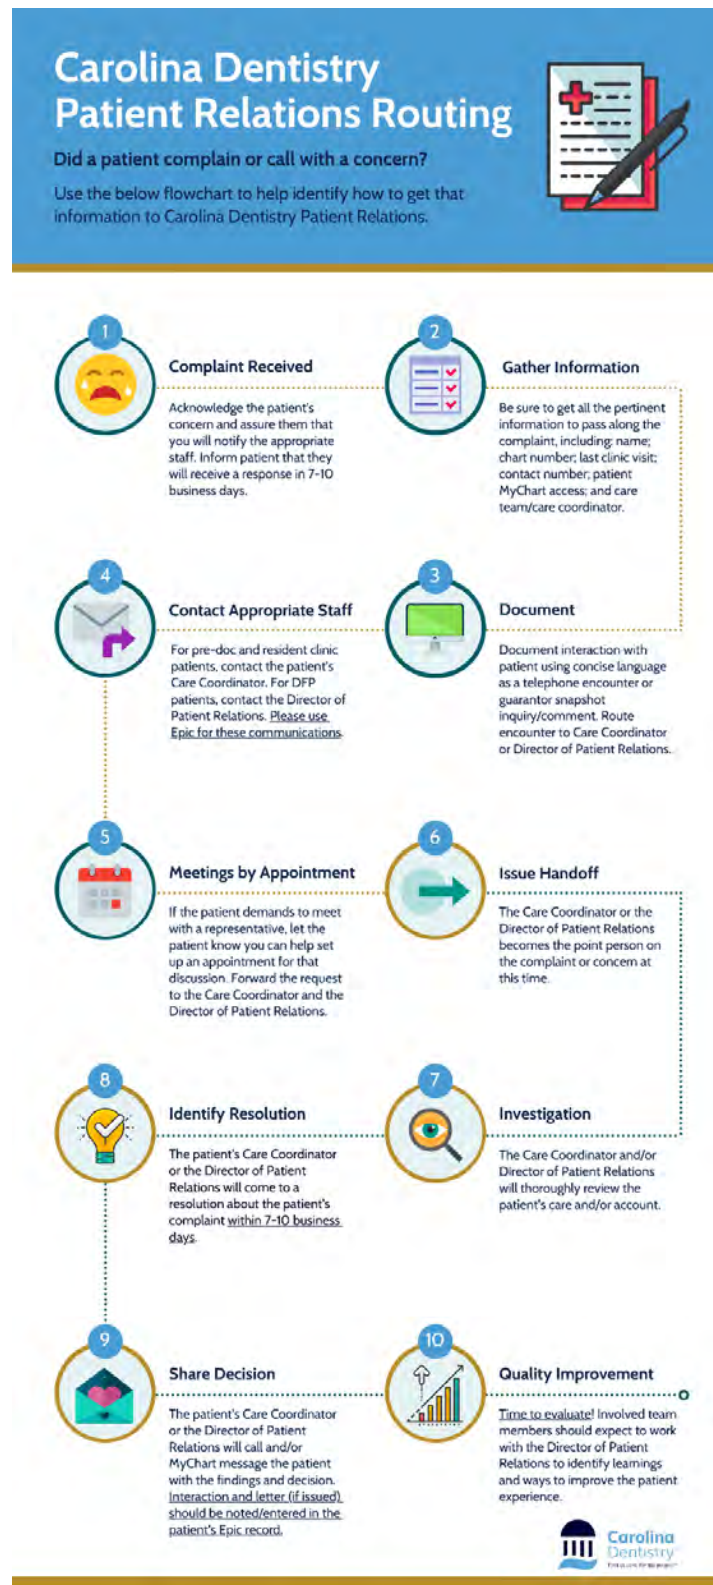 Carolina Dentistry
Patient Relations Routing
Did a patient complain or call with a concern?
Use the below flowchart to help identify how to get that
information to Carolina Dentistry Patient Relations.
1
Complaint Received
Acknowledge the patient's
concern and assure them that
you will notify the appropriate
staff. Inform patient that they
will receive a response in 7-10
business days.
2
Gather Information
Be sure to get all the pertinent
information to pass along the
complaint, including: name;
chart number; last clinic visit;
contact number; patient
MyChart access; and care
team/care coordinator.
3
Document
Document interaction with
patient using concise language
as a telephone encounter or
guarantor snapshot
inquiry/comment. Route
encounter to Care Coordinator
or Director of Patient Relations.
4
Contact Appropriate Staff
For pre-doc and resident clinic
patients, contact the patient's
Care Coordinator. For DFP
patients, contact the Director of
Patient Relations. Please use
Epic for these communications.
5
Meetings by Appointment
If the patient demands to meet
with a representative, let the
patient know you can help set
up an appointment for that
discussion. Forward the request
to the Care Coordinator and the
Director of Patient Relations.
6
Issue Handoff
The Care Coordinator or the
Director of Patient Relations
becomes the point person on
the complaint or concern at
this time.
7
Investigation
The Care Coordinator and/or
Director of Patient Relations
will thoroughly review the
patient's care and/or account.
8
Identify Resolution
The patient's Care Coordinator
or the Director of Patient
Relations will come to a
resolution about the patient's
complaint within 7-10 business
days.
9
Share Decision
The patient's Care Coordinator
or the Director of Patient
Relations will call and/or
MyChart message the patient
with the findings and decision.
Interaction and letter (if issued)
should be noted/entered in the
patient's Epic record.
10
Quality Improvement
Time to evaluate! Involved team
members should expect to work
with the Director of Patient
Relations to identify learnings
and ways to improve the patient
experience.
Carolina
Dentistry